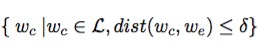 { w_c | w_c ∈ ℒ, dist(w_c, w_e) ≤ δ}